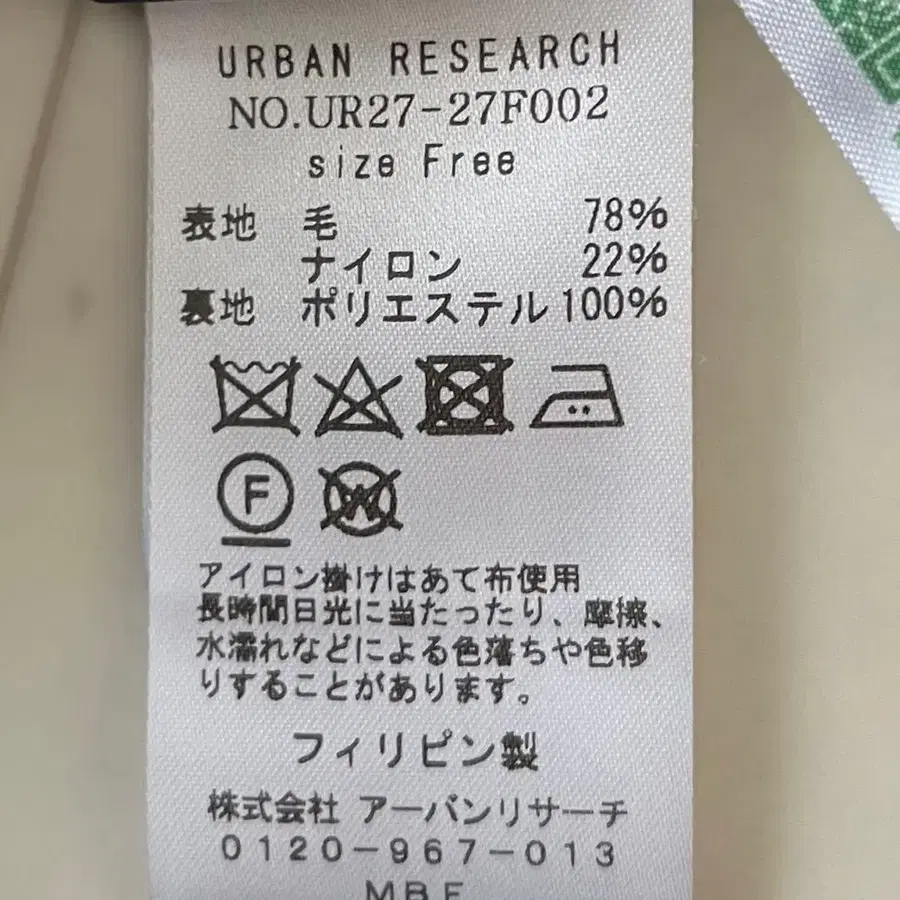 URBAN RESEARCH
NO.UR27-27F002
size Free
表地 毛 78%
ナイロン 22%
裏地 ポリエステル 100%
F
W
アイロン掛けはあて布使用
長時間日光に当たったり、摩擦、
水濡れなどによる色落ちや色移
りすることがあります。
フィリピン製
株式会社 アーバンリサーチ
0120-967-013